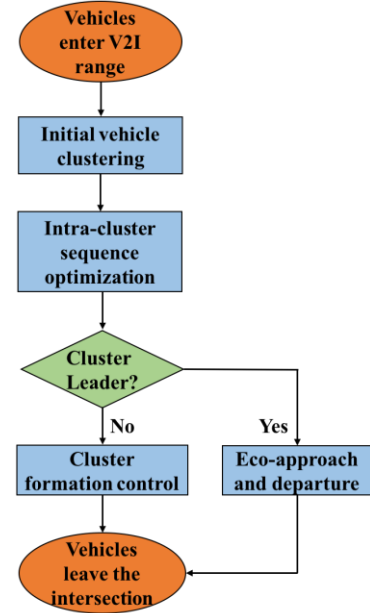 Vehicles
enter V2I
range
Initial vehicle
clustering
Intra-cluster
sequence
optimization
Cluster
Leader?
No
Yes
Cluster
formation control
Eco-approach
and departure
Vehicles
leave the
intersection